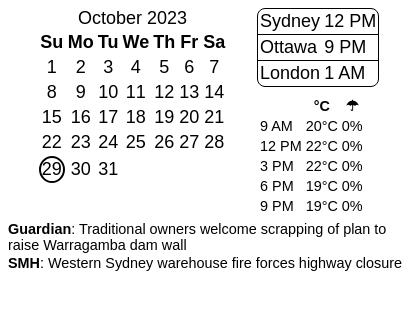 October 2023
Su Mo Tu We Th Fr Sa
1 2 3 4 5 6 7
8 9 10 11 12 13 14
15 16 17 18 19 20 21
22 23 24 25 26 27 28
29 30 31
Sydney 12 PM
Ottawa 9 PM
London 1 AM
°C ☂
9 AM 20°C 0%
12 PM 22°C 0%
3 PM 22°C 0%
6 PM 19°C 0%
9 PM 19°C 0%
Guardian: Traditional owners welcome scrapping of plan to
raise Warragamba dam wall
SMH: Western Sydney warehouse fire forces highway closure